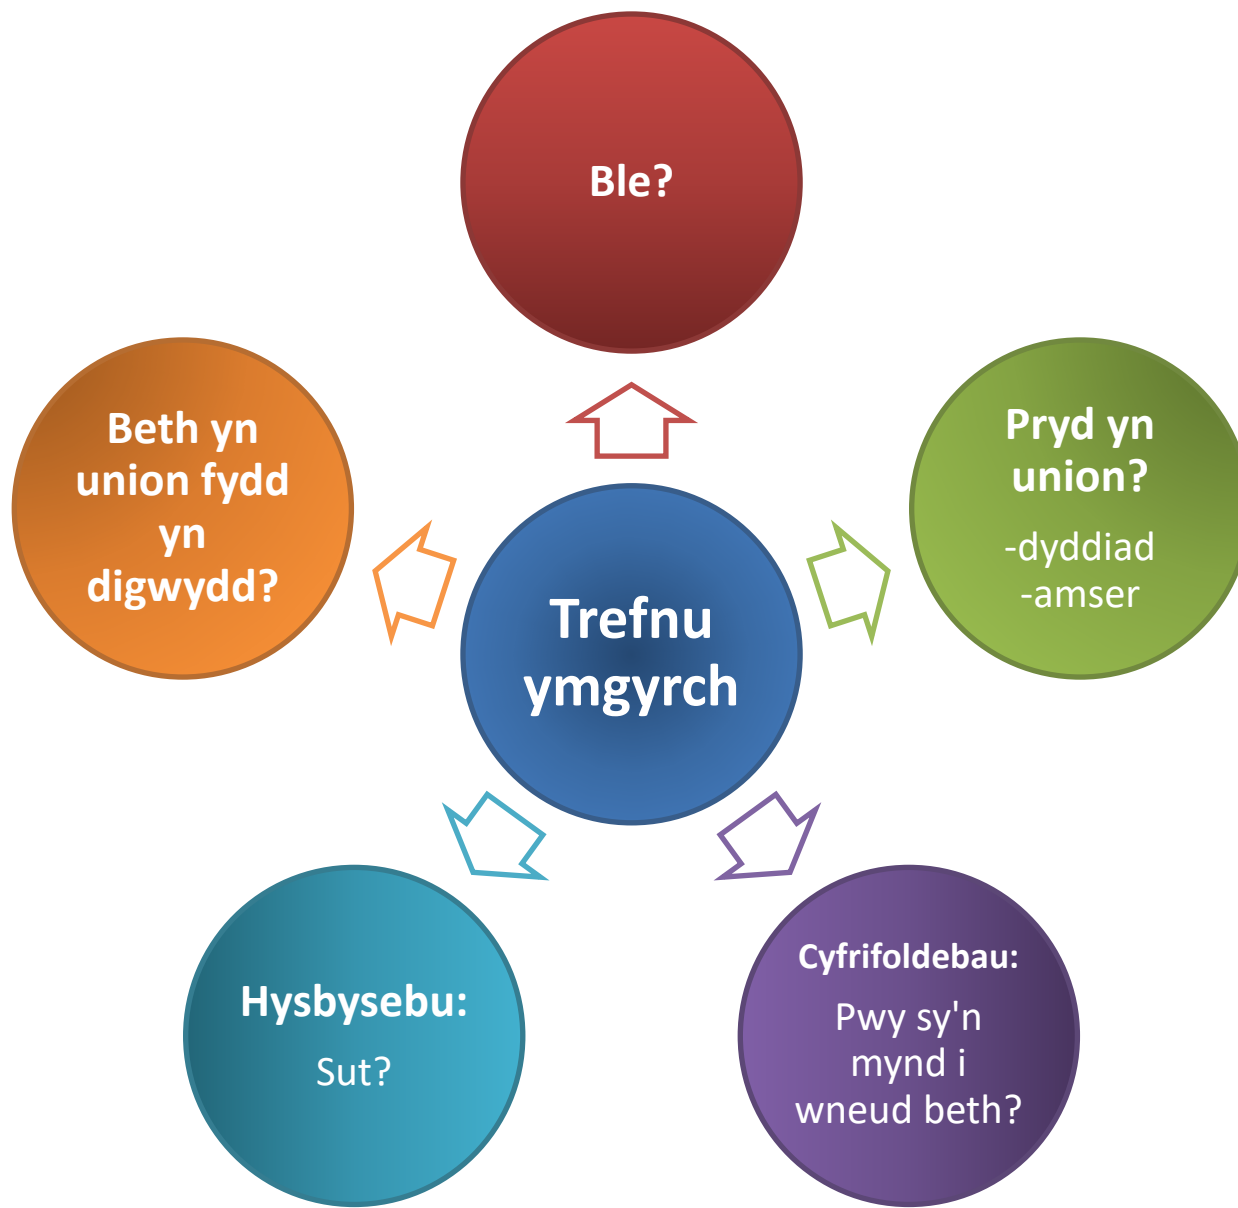 Ble?
Pryd yn
union?
-dyddiad
-amser
Cyfrifoldebau:
Pwy sy'n
mynd i
wneud beth?
Hysbysebu:
Sut?
Beth yn
union fydd
yn
digwydd?
Trefnu
ymgyrch